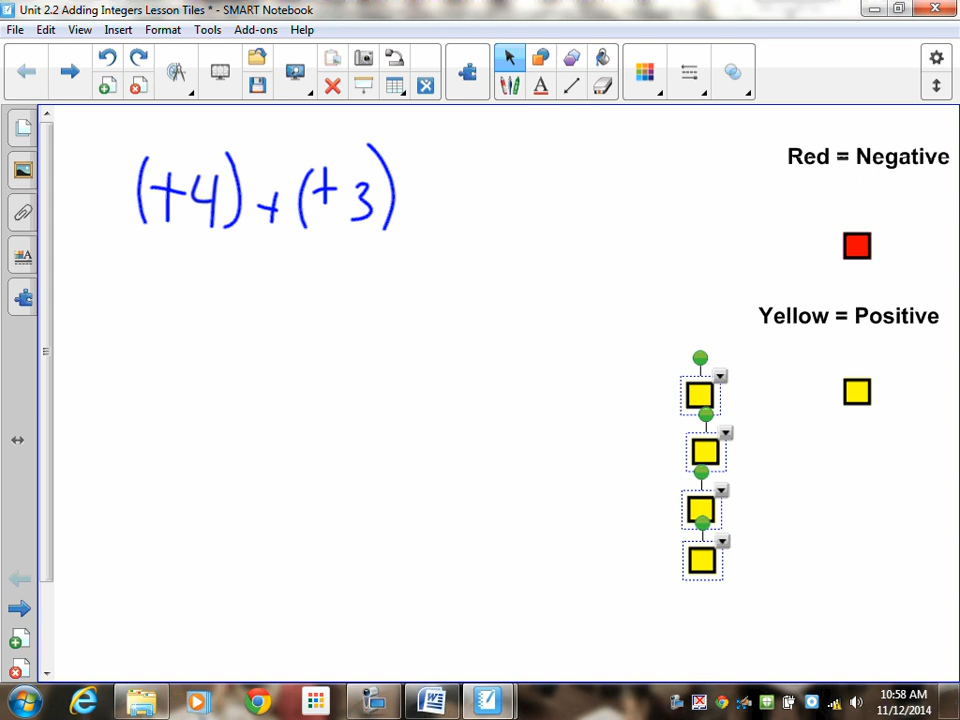 Unit 2.2 Adding Integers Lesson Tiles * - SMART Notebook
File Edit View Insert Format Tools Add-ons Help
(+4) + (+3)
Red = Negative
Yellow = Positive
10:58 AM
11/12/2014